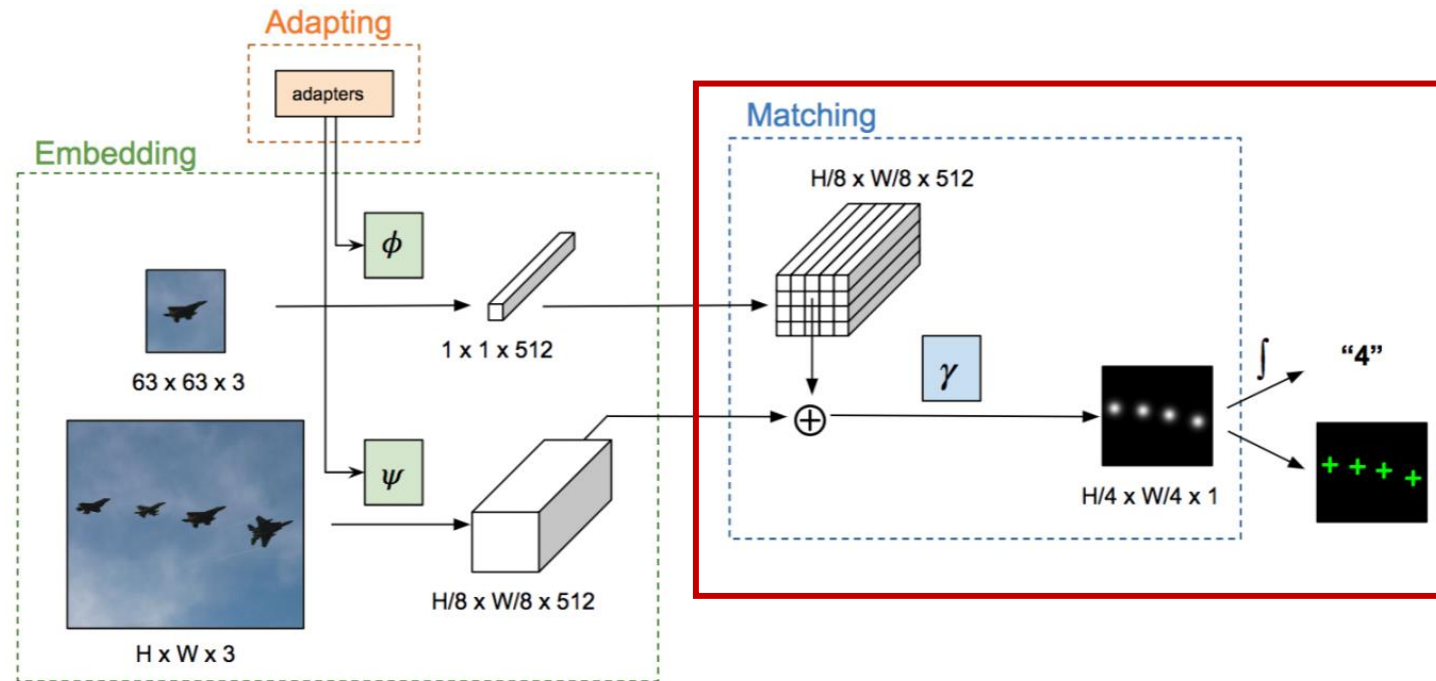 Adapting
adapters
Embedding
ϕ
63 x 63 x 3
1 x 1 x 512
ψ
H x W x 3
H/8 x W/8 x 512
Matching
H/8 x W/8 x 512
γ
H/4 x W/4 x 1
∫
“4”